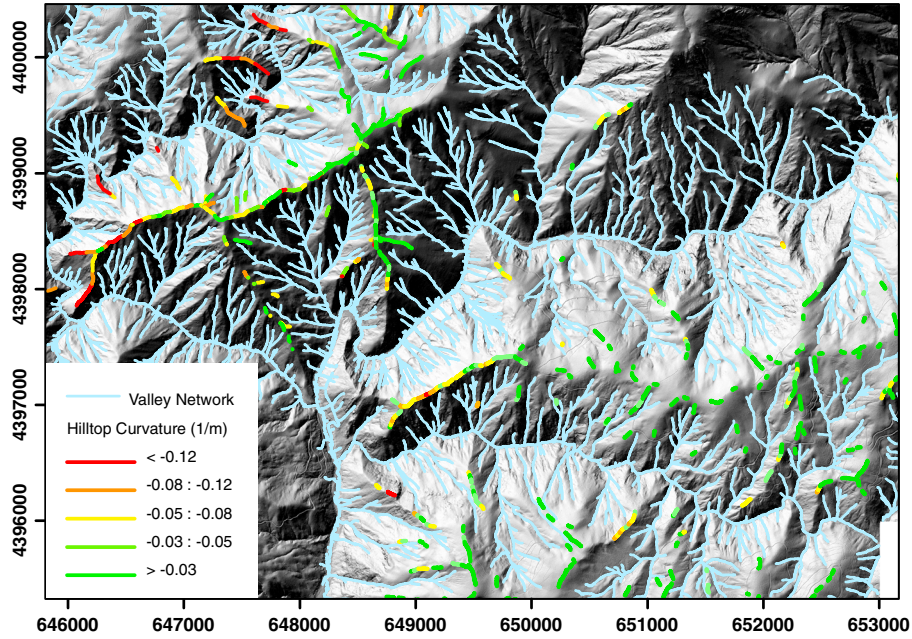 4400000
4399000
4398000
4397000
4396000
Valley Network
Hilltop Curvature (1/m)
< -0.12
-0.08 : -0.12
-0.05 : -0.08
-0.03 : -0.05
> -0.03
646000 647000 648000 649000 650000 651000 652000 653000